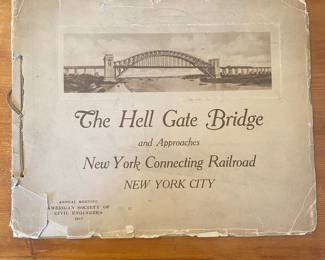 The Hell Gate Bridge
and Approaches
New York Connecting Railroad
NEW YORK CITY
ANNUAL MEETING
AMERICAN SOCIETY OF
CIVIL ENGINEERS
1917